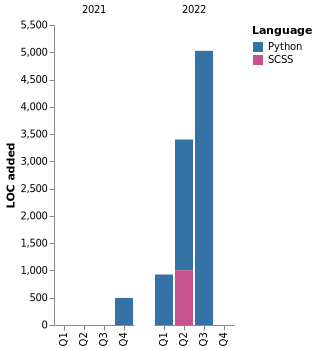 2021 2022
Language
Python
SCSS
LOC added
5,500
5,000
4,500
4,000
3,500
3,000
2,500
2,000
1,500
1,000
500
0
Q1 Q2 Q3 Q4 Q1 Q2 Q3 Q4